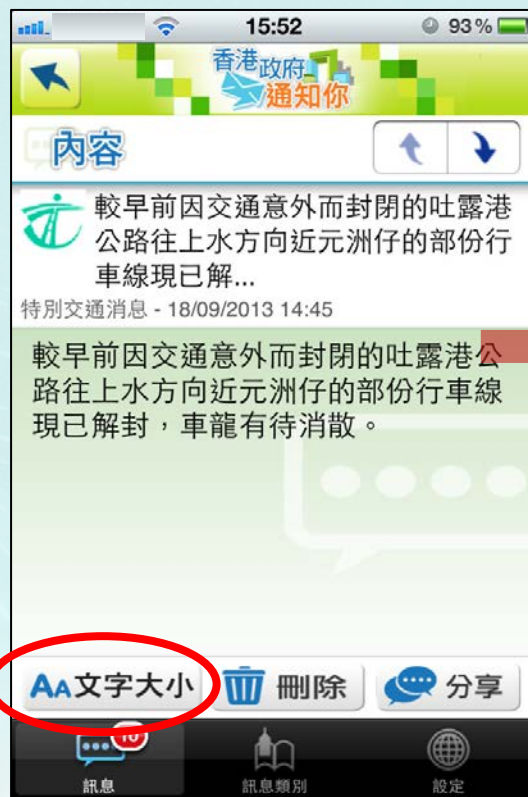 15:52
93%
香港政府
通知你
內容
較早前因交通意外而封閉的吐露港
公路往上水方向近元洲仔的部份行
車線現已解...
特別交通消息 - 18/09/2013 14:45
較早前因交通意外而封閉的吐露港公
路往上水方向近元洲仔的部份行車線
現已解封，車龍有待消散。
AA文字大小
刪除
分享
訊息
訊息類別
設定